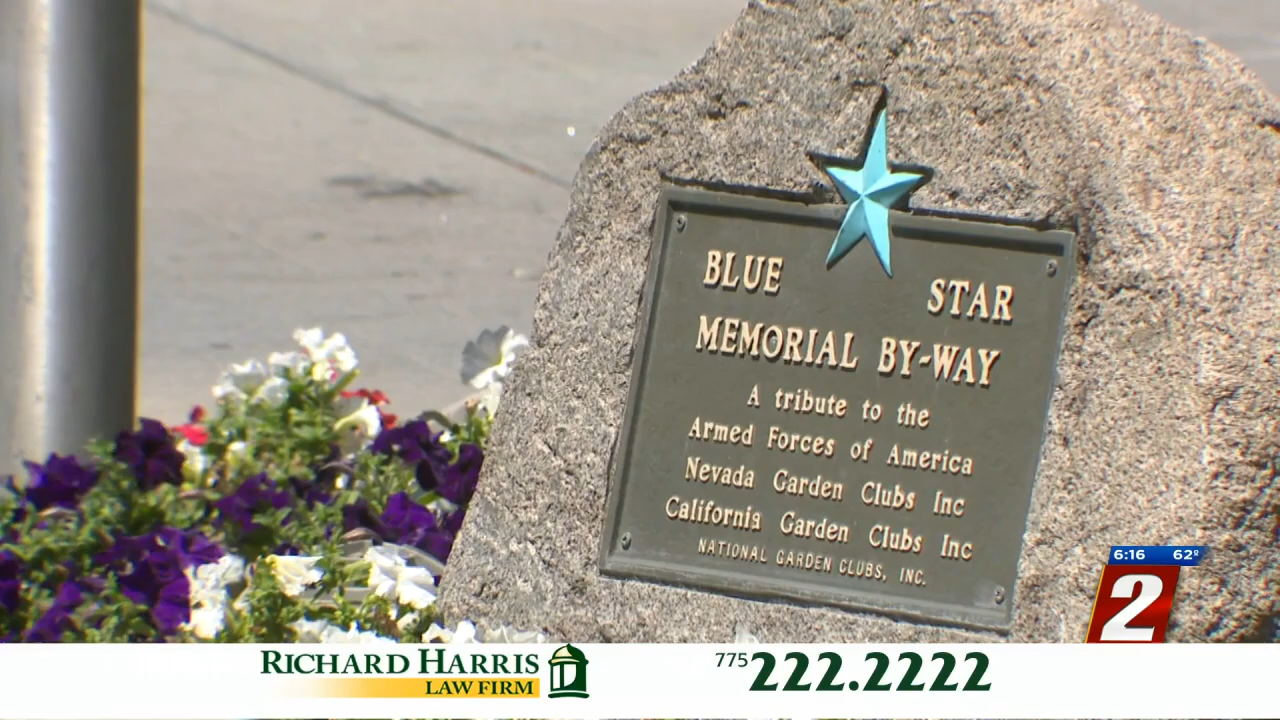 BLUE STAR
MEMORIAL BY-WAY
A tribute to the
Armed Forces of America
Nevada Garden Clubs Inc
California Garden Clubs Inc
NATIONAL GARDEN CLUBS, INC.
6:16 62º
2
RICHARD HARRIS
LAW FIRM
775 222.2222